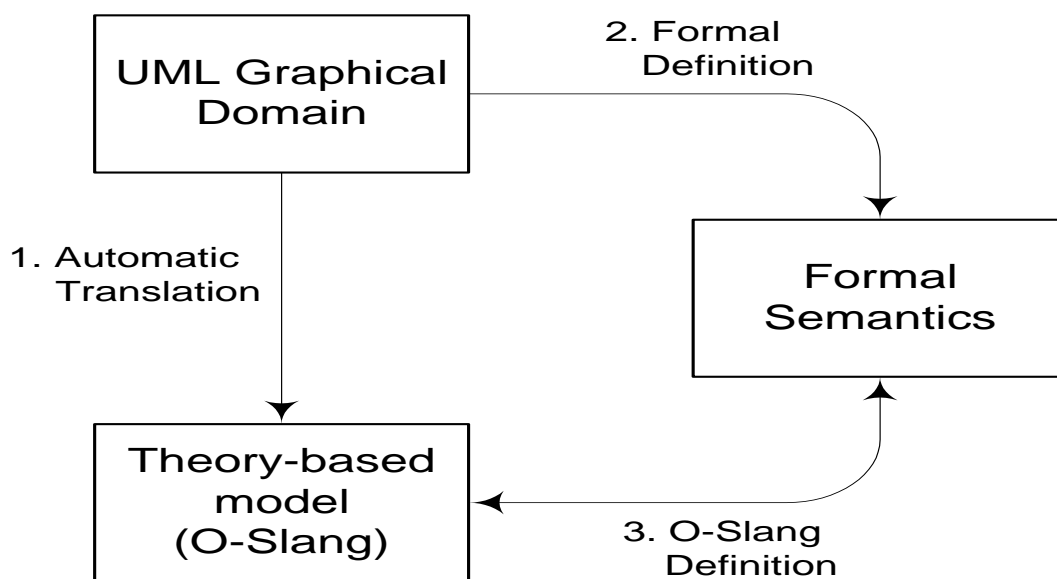 UML Graphical
Domain
2. Formal
Definition
1. Automatic
Translation
Formal
Semantics
Theory-based
model
(O-Slang)
3. O-Slang
Definition